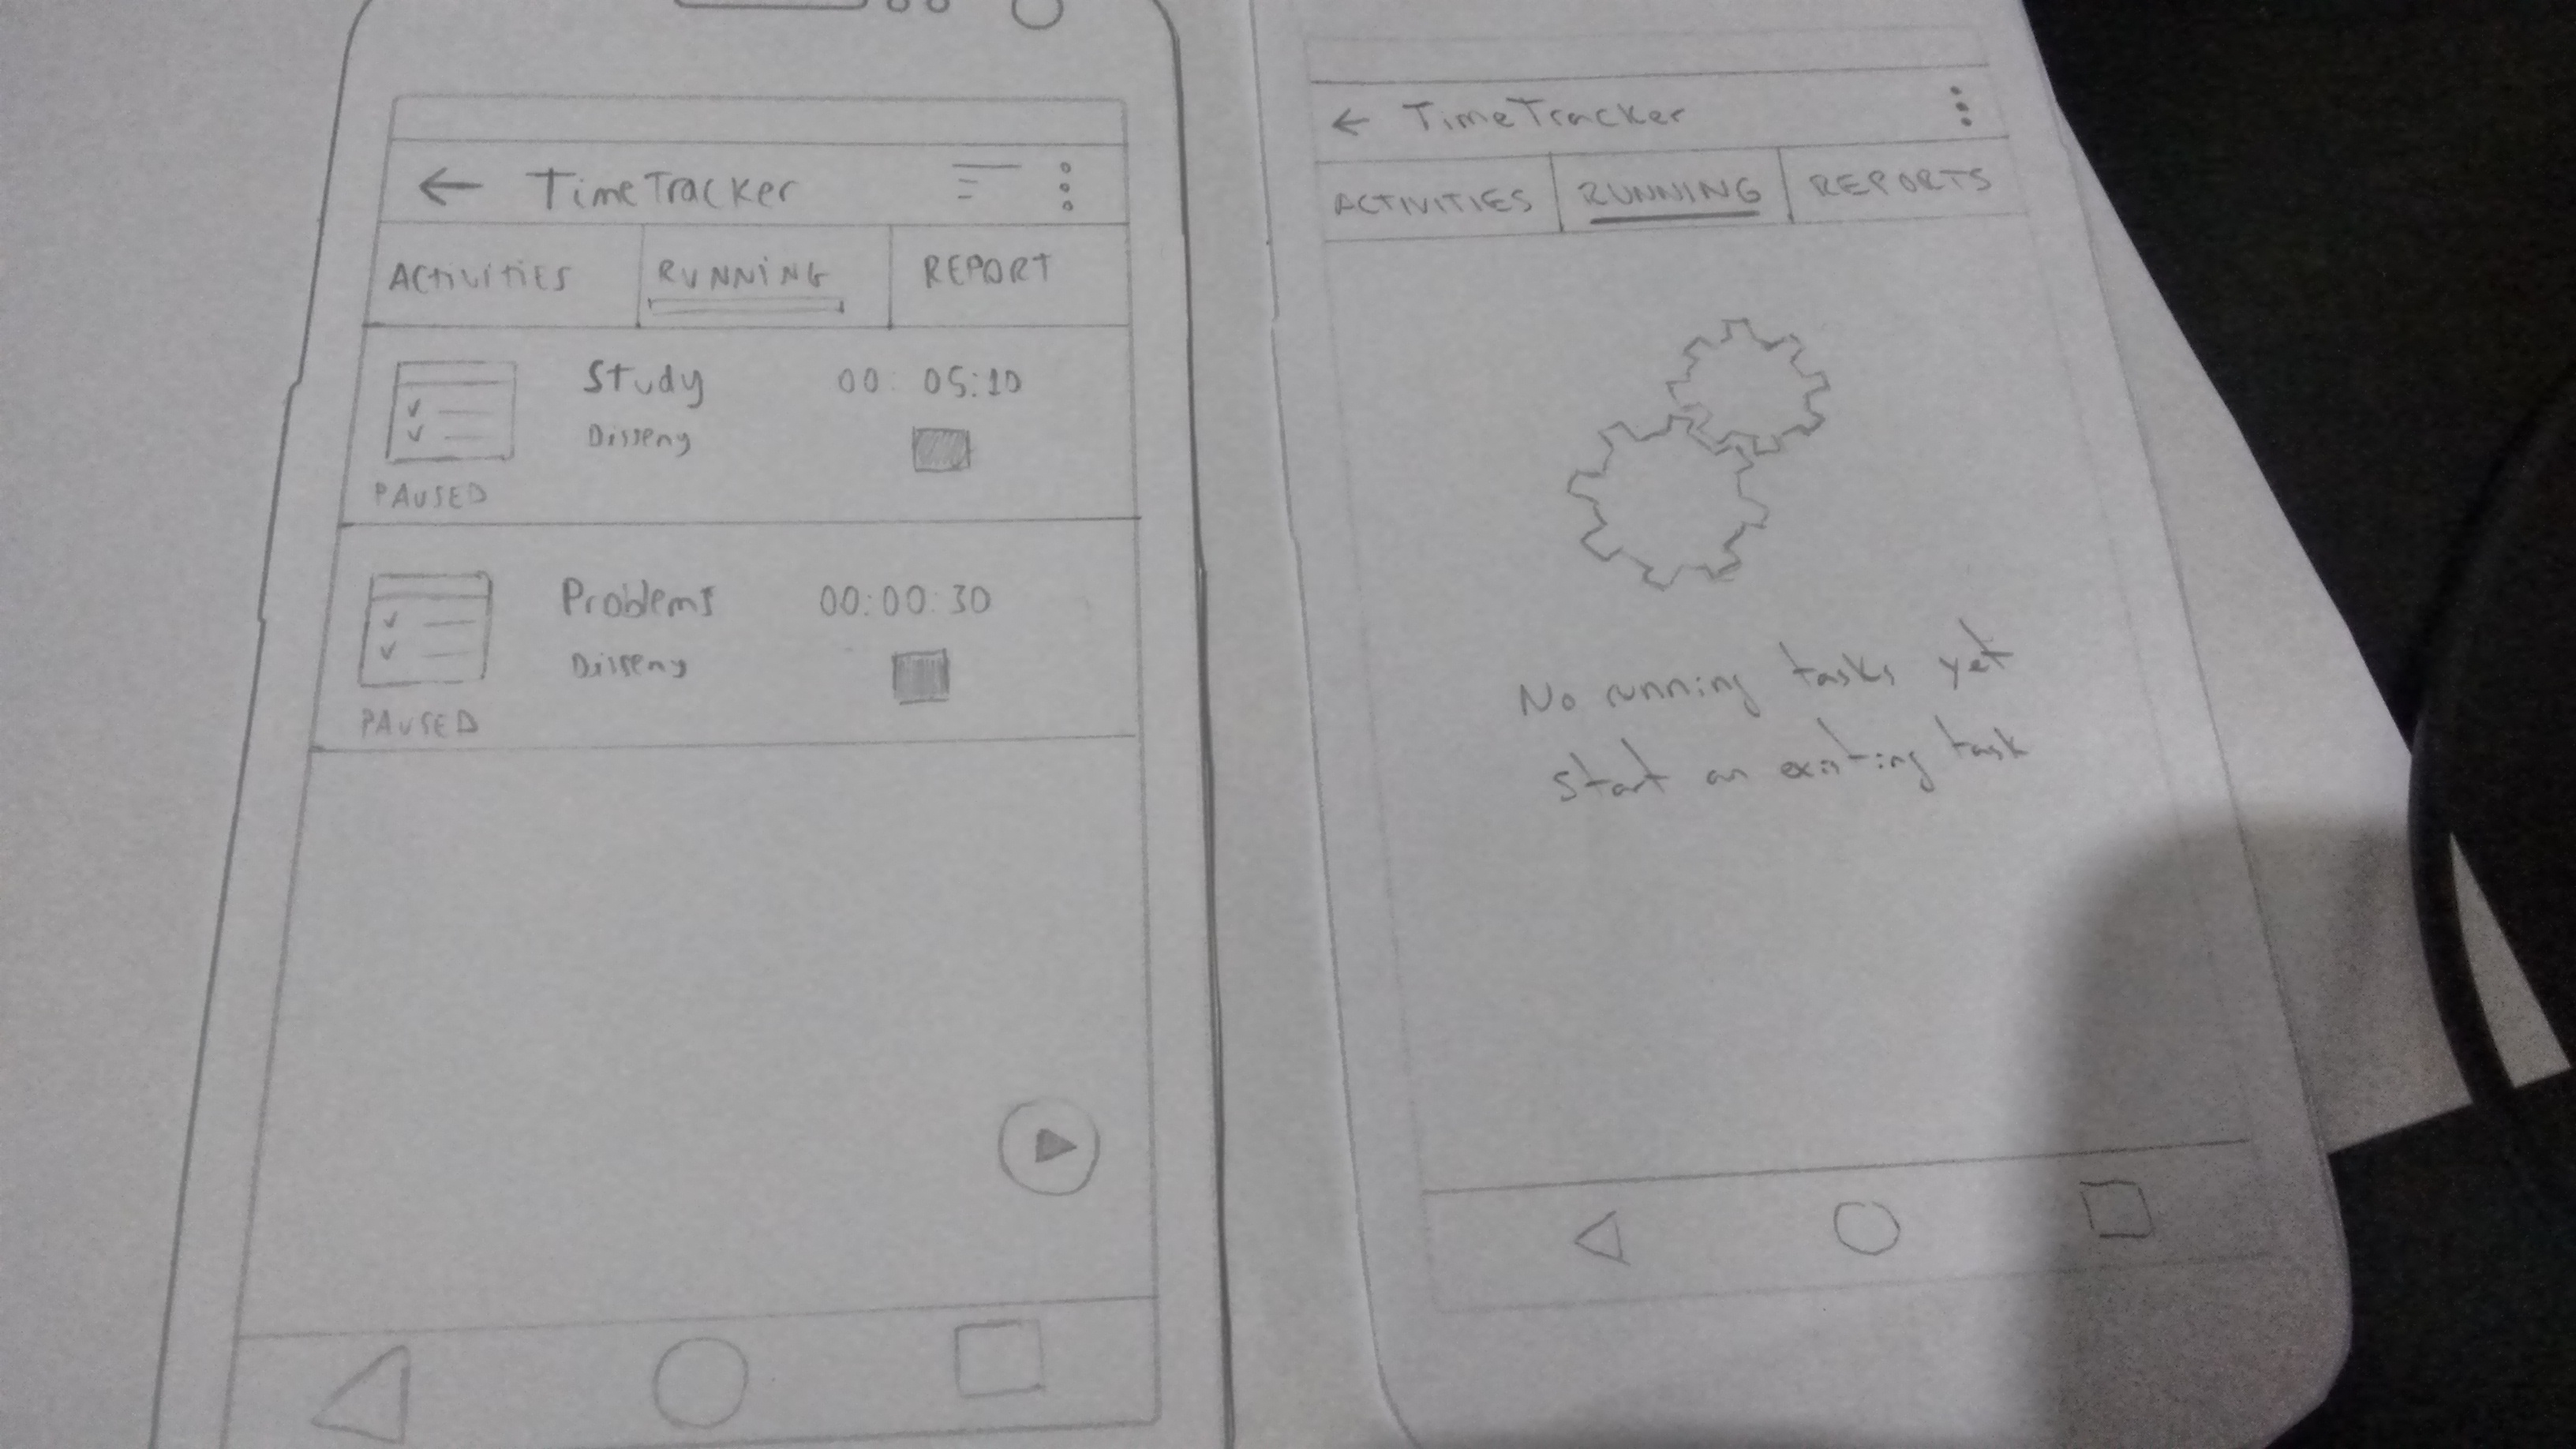 TimeTracker
ACTIVITIES RUNNING REPORT
Study 00:05:10
Disseny
PAUSED
Problems 00:00:30
Disseny
PAUSED
TimeTracker
ACTIVITIES RUNNING REPORTS
No running tasks yet
start an existing task